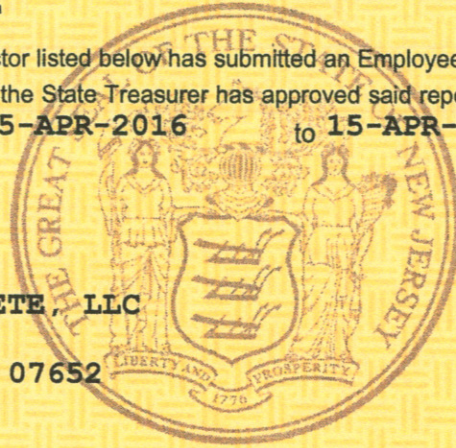 tor listed below has submitted an Employee
the State Treasurer has approved said repo
5-APR-2016 to 15-APR-
THE GREAT SEAL OF THE STATE OF NEW JERSEY
ETE, LLC
07652
LIBERTY AND PROSPERITY
1776